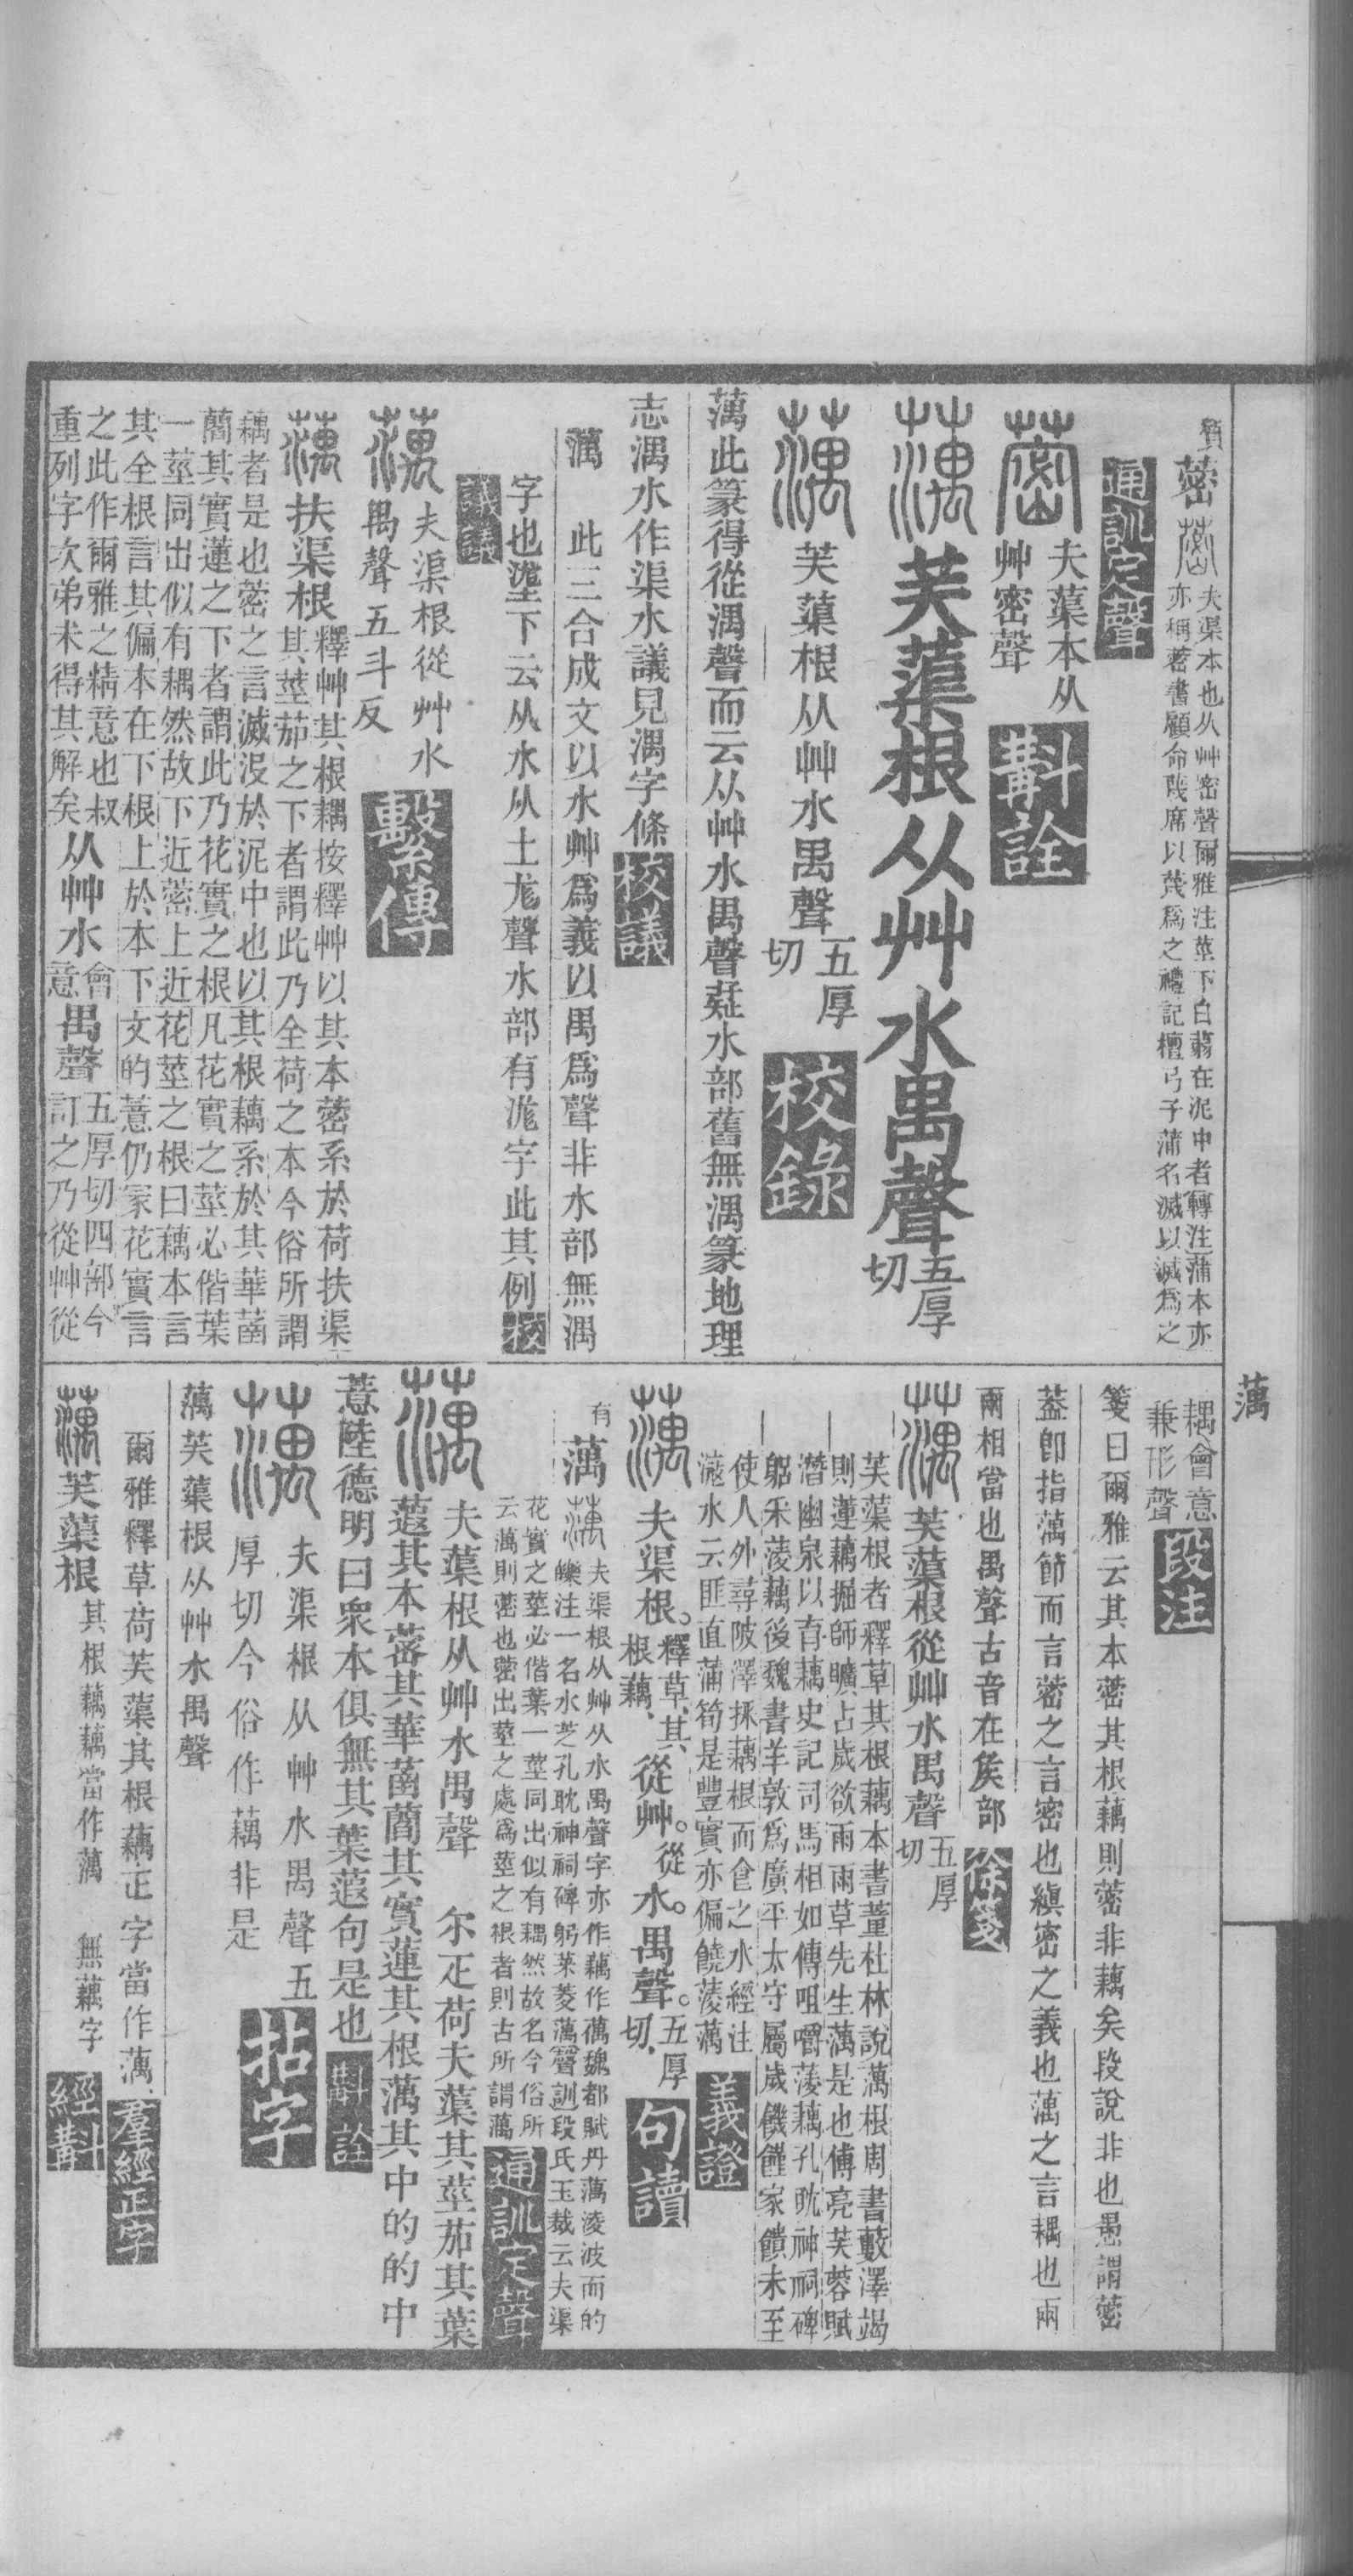 質蔤
夫渠本也从艸密聲爾雅注莖下白蒻在泥中者轉注蒲本亦
亦稱蔤書顧命蔑席以蔑爲之禮記檀弓子蒲名滅以滅爲之
通訓定聲
夫蕖本从
艸密聲
斠詮
芙蕖根从艸水禺聲五厚
切
芙蕖根从艸水禺聲五厚
切
校錄
蕅此篆得從湡聲而云从艸水禺聲疑水部舊無湡篆地理
志湡水作渠水議見湡字條校議
蕅 此三合成文以水艸爲義以禺爲聲非水部無湡
字也
下云从水从土尨聲水部有浝字此其例校
議議
夫渠根從艸水
禺聲五斗反
繫傳
扶渠根
釋艸其根藕按釋艸以其本蔤系於荷扶渠
其莖茄之下者謂此乃全荷之本今俗所謂
藕者是也蔤之言滅沒於泥中也以其根藕系於其華菡
藺其實蓮之下者謂此乃花實之根凡花實之莖必偕葉
一莖同出似有耦然故下近蔤上近花莖之根曰藕本言
其全根言其偏本在下根上於本下文的薏仍冡花實言
之此作爾雅之精意也叔
重列字次弟未得其解矣
从艸水會
意禺聲
五厚切四部今
訂之乃從艸從
蕅
耦會意
兼形聲
段注
箋曰爾雅云其本蔤其根藕則蔤非藕矣段說非也愚謂蔤
葢卽指蕅節而言蔤之言密也縝密之義也蕅之言耦也兩
兩相當也禺聲古音在矦部徐箋
芙蕖根從艸水禺聲五厚
切
芙蕖根者釋草其根藕本書董杜林說蕅根周書藪澤竭
則蓮藕掘師曠占歲欲雨雨草先生蕅是也傅亮芙蓉賦
潛幽泉以育藕史記司馬相如傳咀嚼蔆藕孔耽神祠碑
躬采蔆藕後魏書羊敦爲廣平太守屬歲饑饉家饋未至
使人外尋陂澤採藕根而食之水經注
滱水云匪直蒲筍是豐實亦偏饒蔆蕅
義證
夫渠根。釋草、其
根藕、
從艸。從水。禺聲。五厚
切、
句讀
有蕅
夫渠根从艸从水禺聲字亦作藕作蕅魏都賦丹蕅淩波而的
皪注一名水芝孔耽神祠碑躬菜菱蕅聲訓段氏玉裁云夫渠
花實之莖必偕葉一莖同出似有耦然故名今俗所
云蕅則蔤也蔤出莖之處爲莖之根者則古所謂蕅
通訓定聲
夫蕖根从艸水禺聲 尔疋荷夫蕖其莖茄其葉
蕸其本蔤其華菡藺其實蓮其根蕅其中的的中
薏陸德明曰眾本俱無其葉蕸句是也斠詮
夫渠根从艸水禺聲五
厚切今俗作藕非是
拈字
蕅芙蕖根从艸水禺聲
爾雅釋草、荷芙蕖其根藕、正字當作蕅、羣經正字
芙蕖根 其根藕藕當作蕅 無藕字經斠